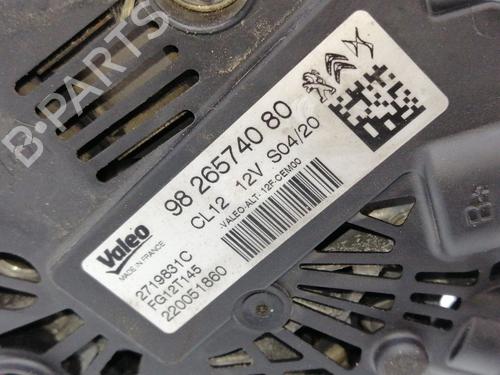 B-PARTS
Valeo
MADE IN FRANCE
98 265740 80
CL12 12V S04/20
-VALEO-ALT-12F-CEM00
2719831C
FG12T145
220051860